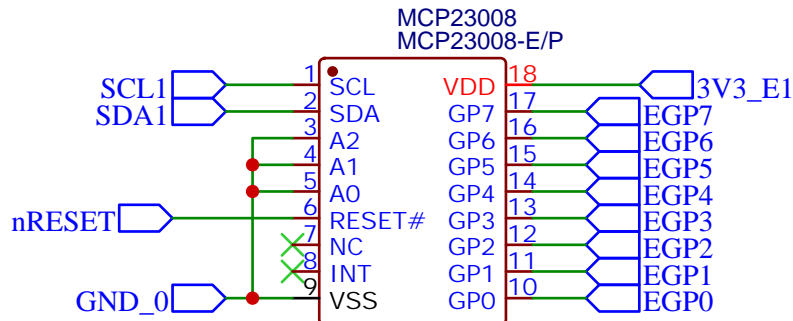 MCP23008
MCP23008-E/P
SCL1 1 SCL VDD 18 3V3_E1
SDA1 2 SDA GP7 17 EGP7
3 A2 GP6 16 EGP6
4 A1 GP5 15 EGP5
5 A0 GP4 14 EGP4
nRESET 6 RESET# GP3 13 EGP3
7 NC GP2 12 EGP2
8 INT GP1 11 EGP1
GND_0 9 VSS GP0 10 EGP0